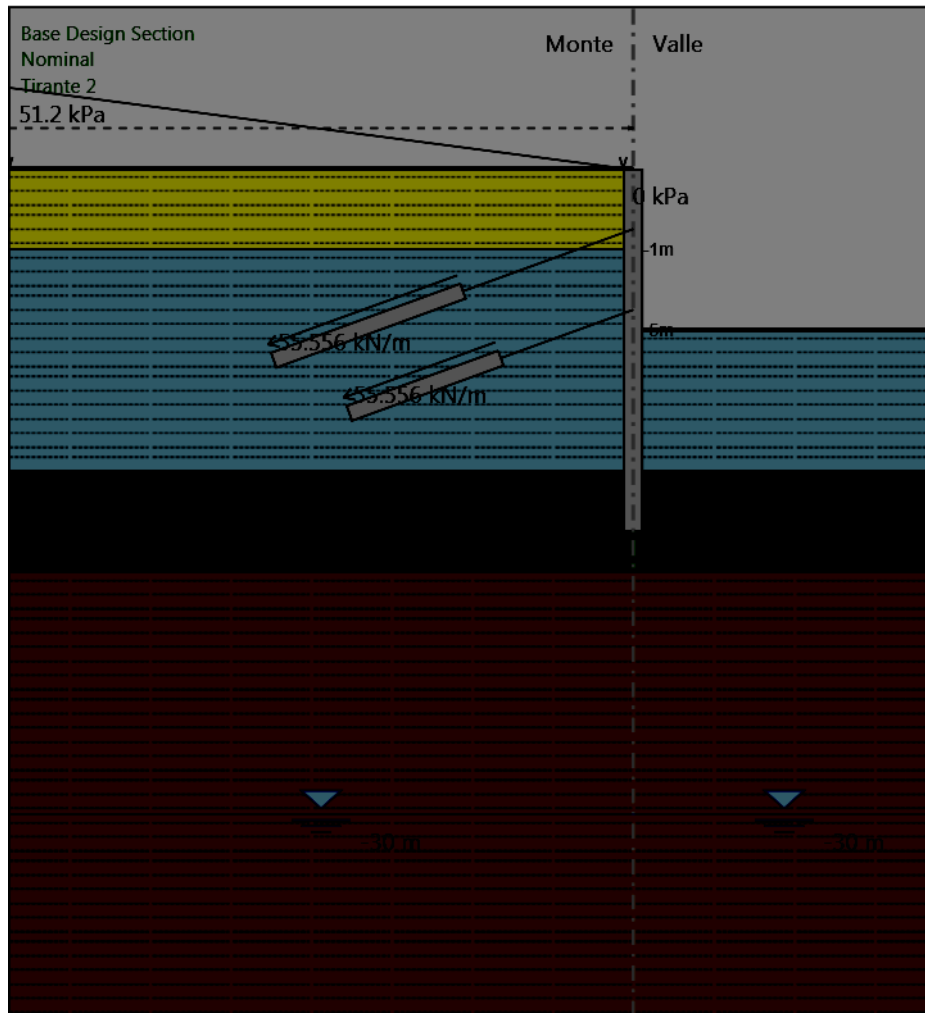 Base Design Section
Nominal
Tirante 2
51.2 kPa
Monte
Valle
0 kPa
-1m
-5m
55.556 kN/m
55.556 kN/m
-30 m
-30 m